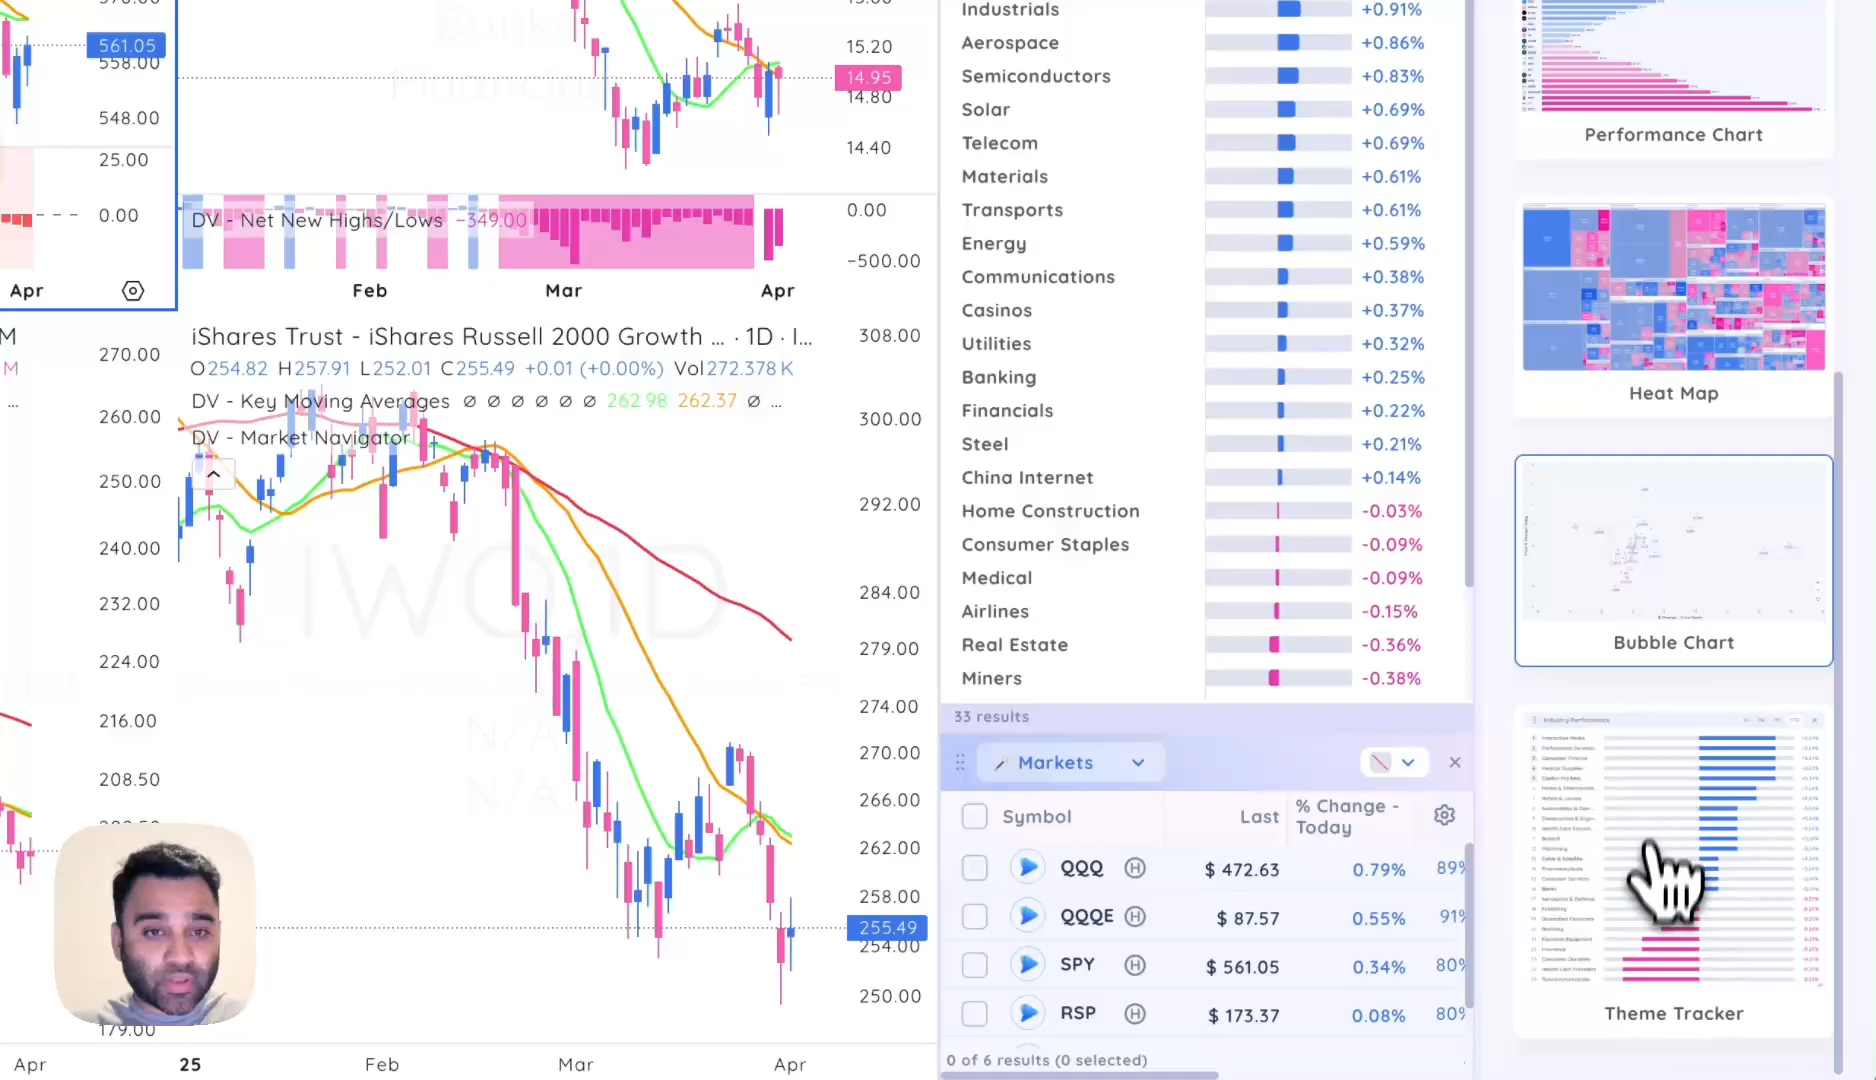 561.05
558.00
548.00
25.00
0.00
Apr
15.20
14.95
14.80
14.40
DV - Net New Highs/Lows −349.00
0.00
−500.00
Feb
Mar
Apr
M
M
...
270.00
260.00
250.00
240.00
232.00
224.00
216.00
208.50
179.00
Apr
iShares Trust - iShares Russell 2000 Growth ... · 1D · I...
O254.82 H257.91 L252.01 C255.49 +0.01 (+0.00%) Vol272.378 K
DV - Key Moving Averages ∅ ∅ ∅ ∅ ∅ ∅ 262.98 262.37 ∅ ...
DV - Market Navigator
IWO 1D
N/A
N/A
308.00
300.00
292.00
284.00
279.00
274.00
270.00
266.00
262.00
258.00
255.49
254.00
250.00
25
Feb
Mar
Apr
Industrials +0.91%
Aerospace +0.86%
Semiconductors +0.83%
Solar +0.69%
Telecom +0.69%
Materials +0.61%
Transports +0.61%
Energy +0.59%
Communications +0.38%
Casinos +0.37%
Utilities +0.32%
Banking +0.25%
Financials +0.22%
Steel +0.21%
China Internet +0.14%
Home Construction -0.03%
Consumer Staples -0.09%
Medical -0.09%
Airlines -0.15%
Real Estate -0.36%
Miners -0.38%
33 results
Markets
Symbol Last % Change - Today
QQQ H $ 472.63 0.79% 89%
QQQE H $ 87.57 0.55% 91%
SPY H $ 561.05 0.34% 80%
RSP H $ 173.37 0.08% 80%
0 of 6 results (0 selected)
Performance Chart
Heat Map
Bubble Chart
Industry Performance
Theme Tracker